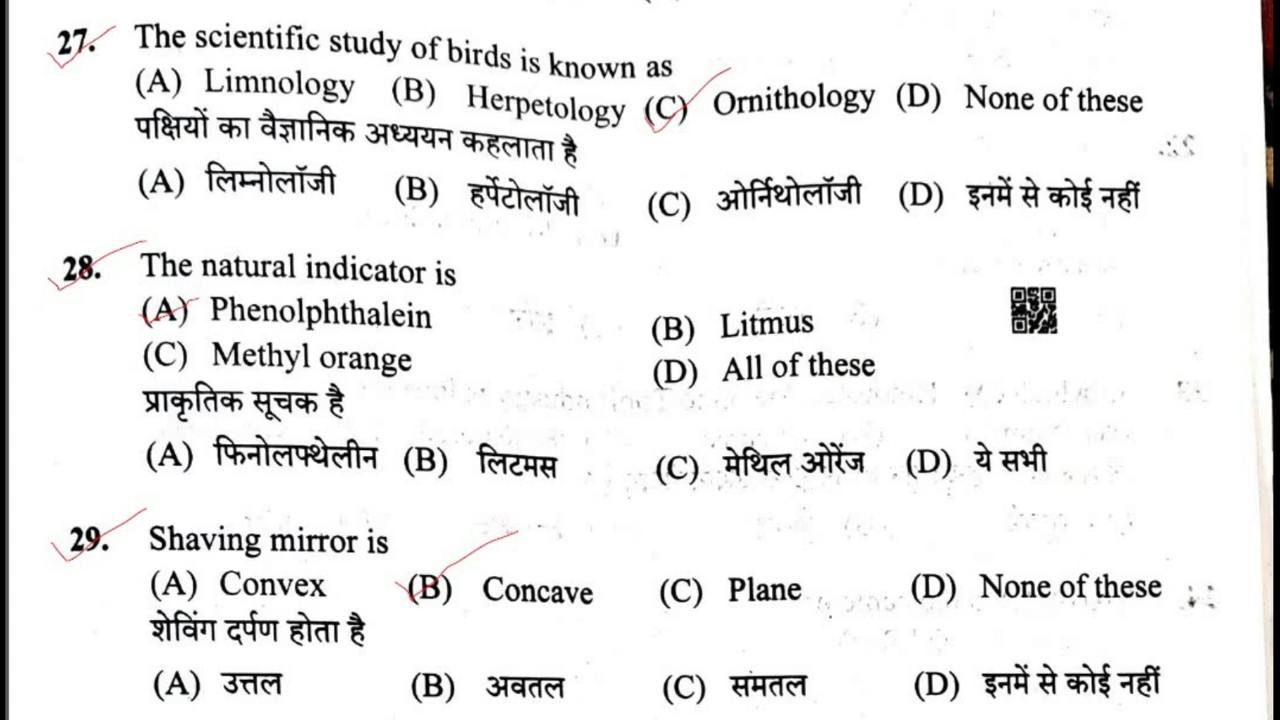 27. The scientific study of birds is known as
(A) Limnology (B) Herpetology (C) Ornithology (D) None of these
पक्षियों का वैज्ञानिक अध्ययन कहलाता है
(A) लिम्नोलॉजी (B) हर्पेटोलॉजी (C) ओर्निथोलॉजी (D) इनमें से कोई नहीं
28. The natural indicator is
(A) Phenolphthalein (B) Litmus
(C) Methyl orange (D) All of these
प्राकृतिक सूचक है
(A) फिनोलफ्थेलीन (B) लिटमस (C) मेथिल ओरेंज (D) ये सभी
29. Shaving mirror is
(A) Convex (B) Concave (C) Plane (D) None of these
शेविंग दर्पण होता है
(A) उत्तल (B) अवतल (C) समतल (D) इनमें से कोई नहीं